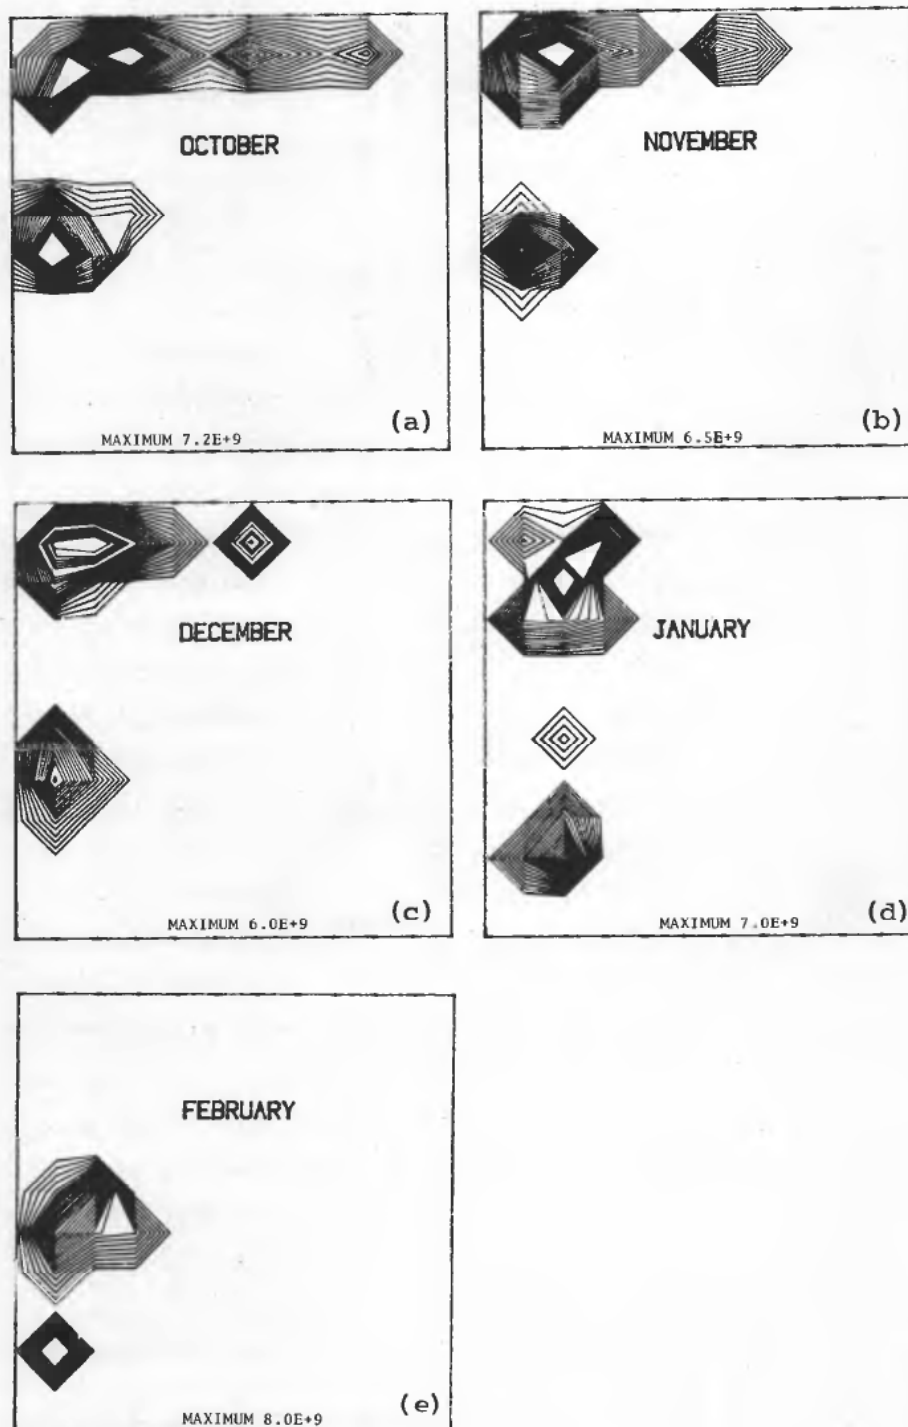 OCTOBER
(a)
MAXIMUM 7.2E+9
NOVEMBER
(b)
MAXIMUM 6.5E+9
DECEMBER
(c)
MAXIMUM 6.0E+9
JANUARY
(d)
MAXIMUM 7.0E+9
FEBRUARY
(e)
MAXIMUM 8.0E+9